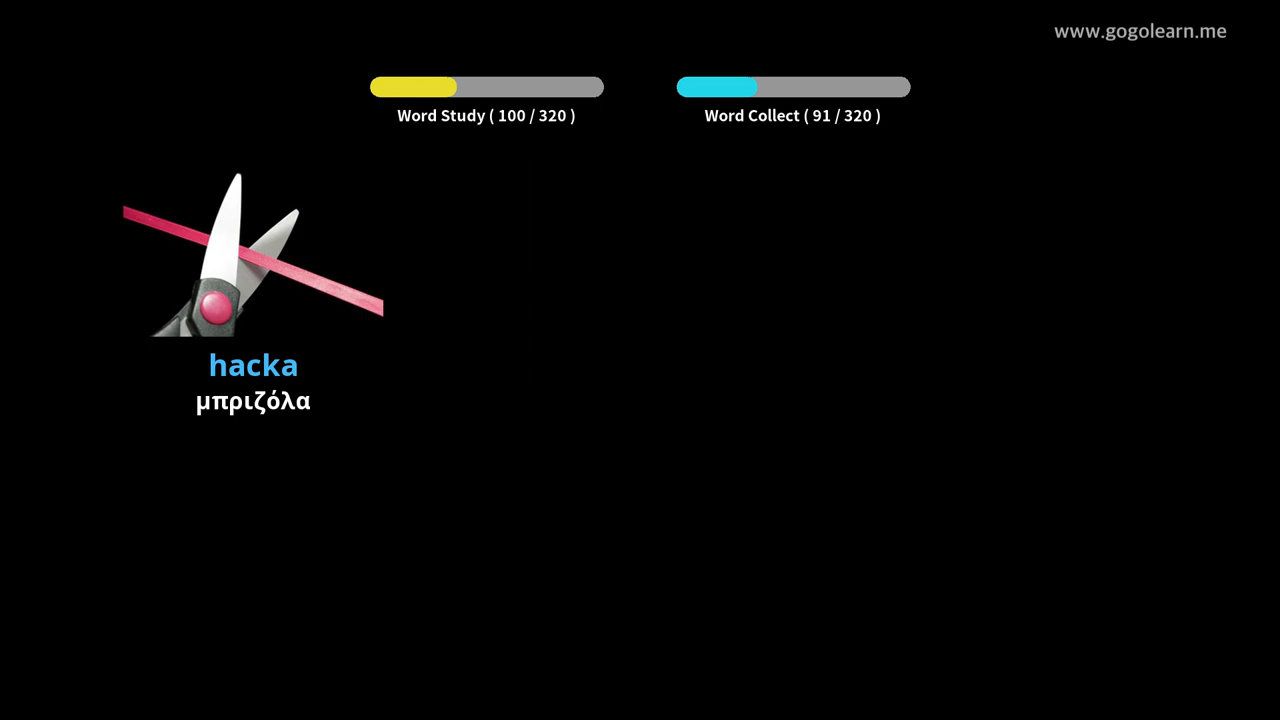 www.gogolearn.me
Word Study ( 100 / 320 )
Word Collect ( 91 / 320 )
hacka
μπριζόλα